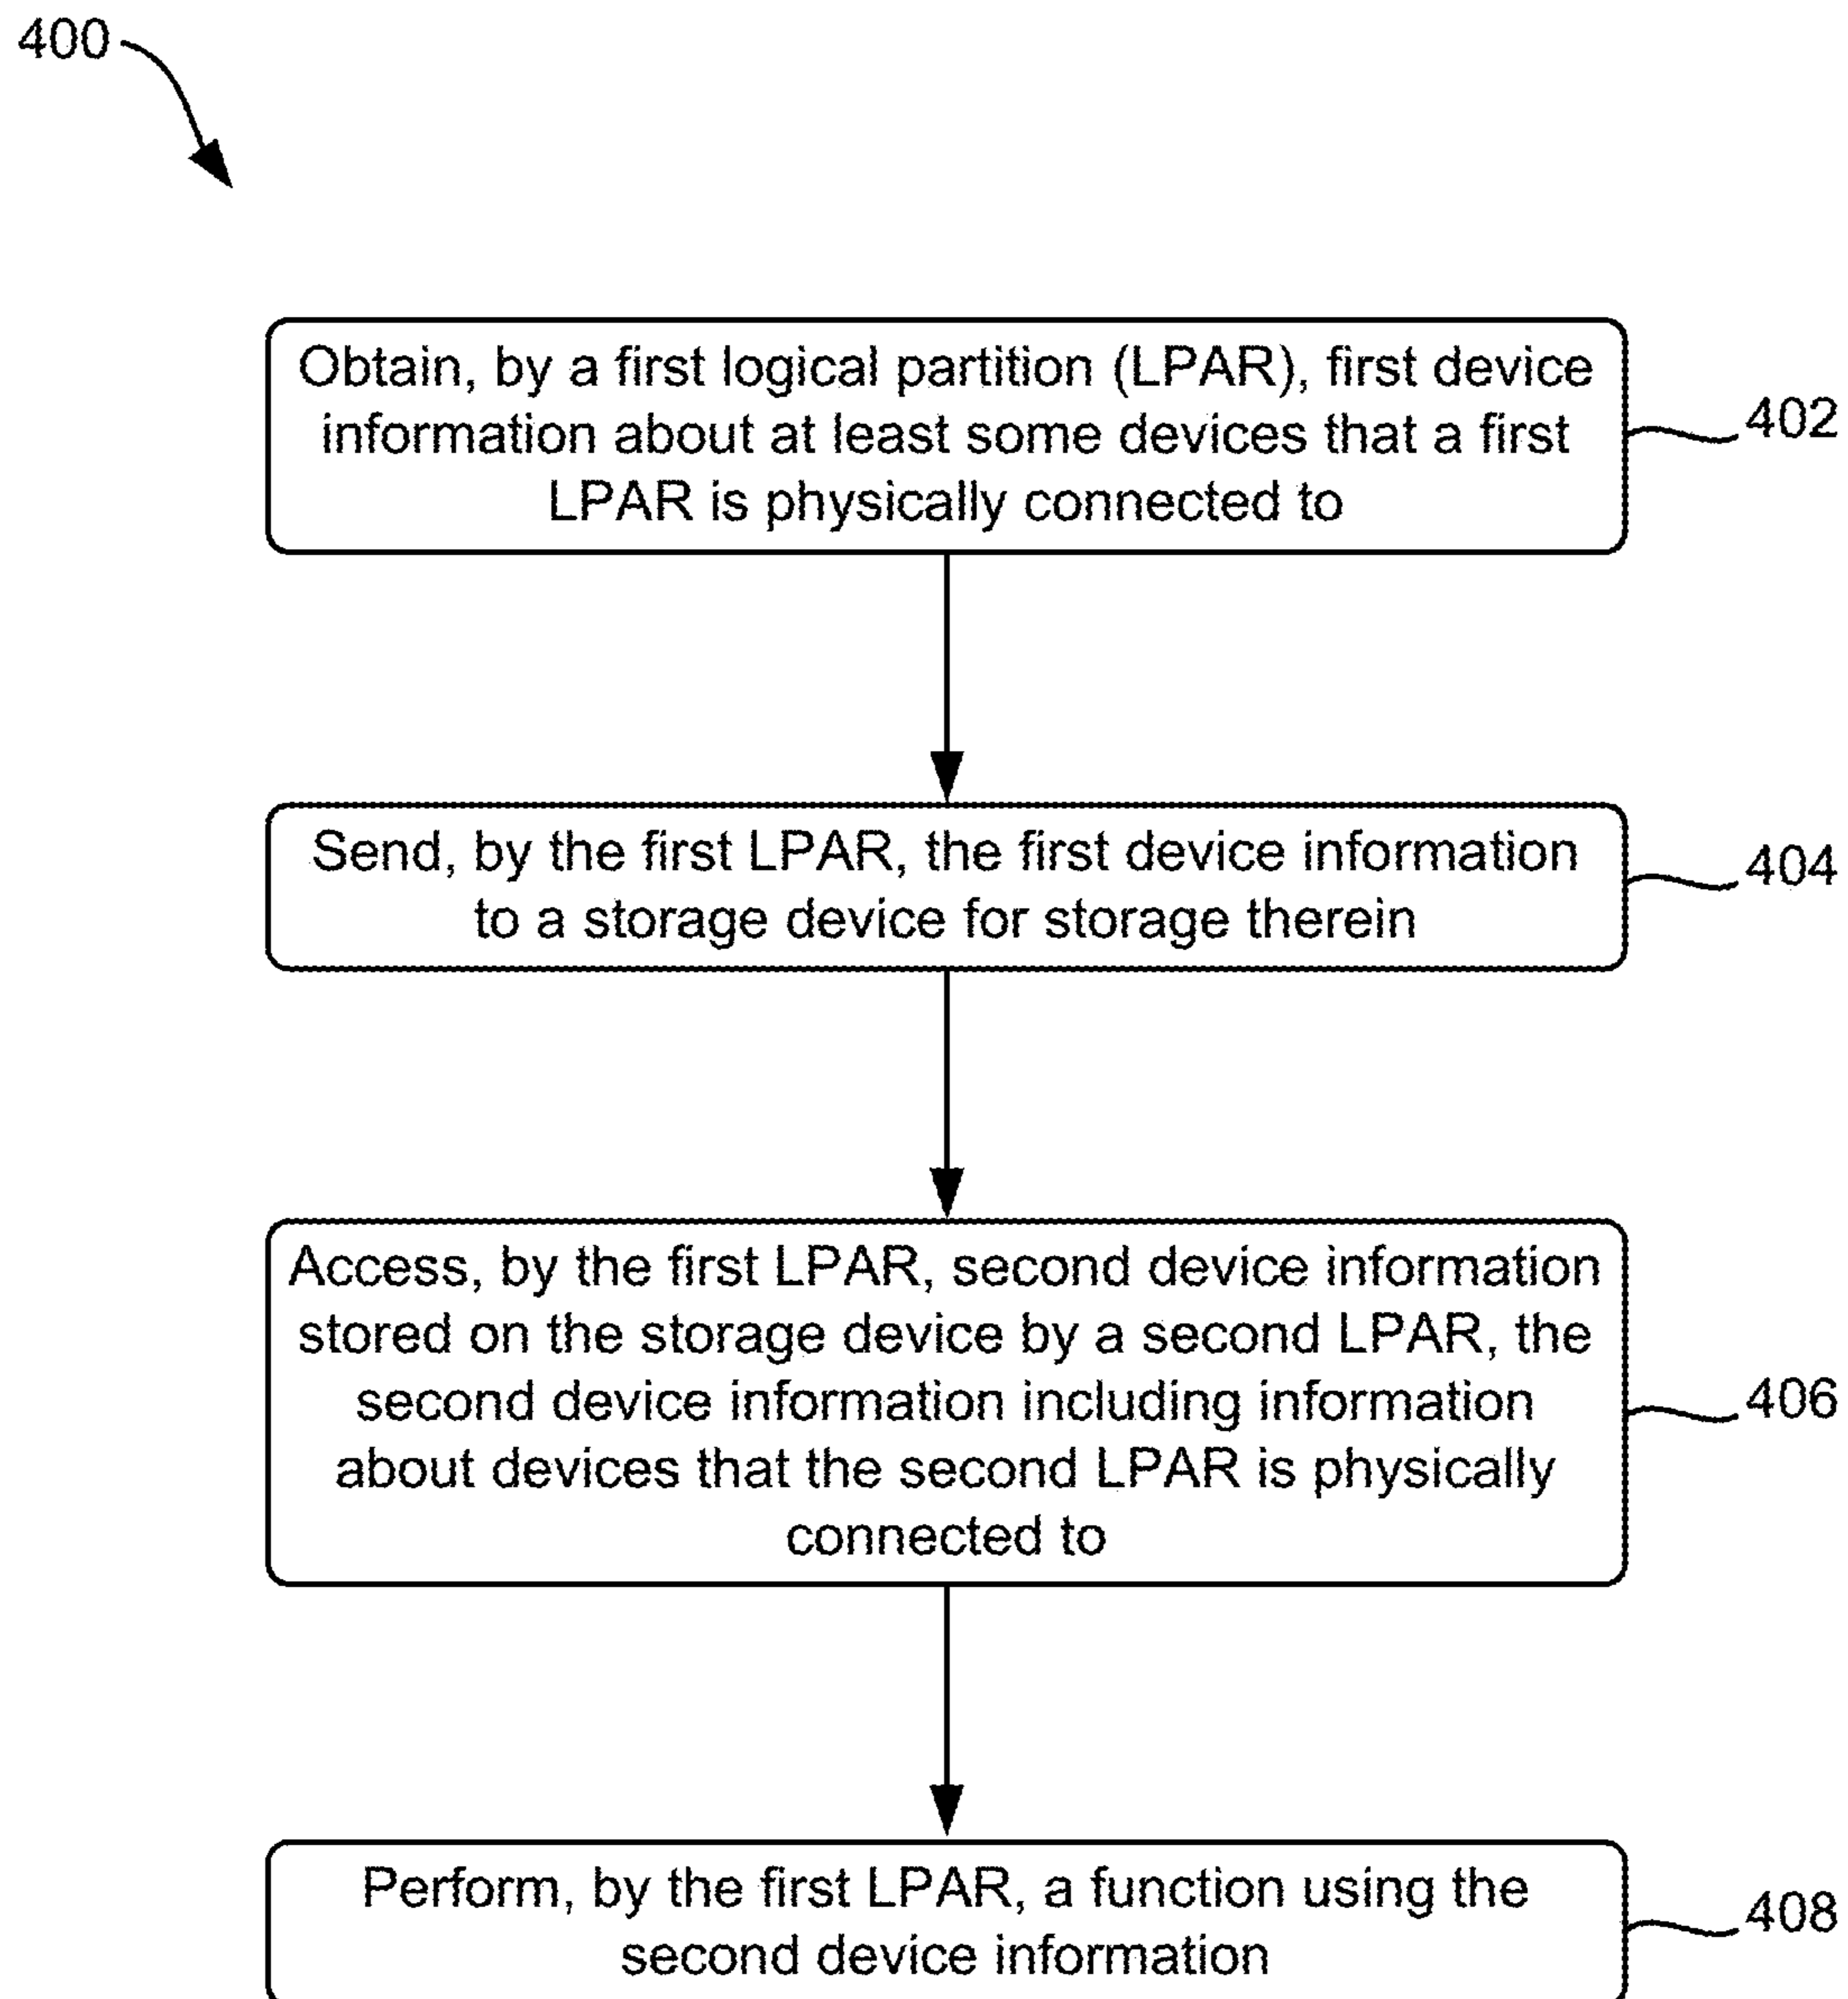 400
Obtain, by a first logical partition (LPAR), first device
information about at least some devices that a first
LPAR is physically connected to
402
Send, by the first LPAR, the first device information
to a storage device for storage therein
404
Access, by the first LPAR, second device information
stored on the storage device by a second LPAR, the
second device information including information
about devices that the second LPAR is physically
connected to
406
Perform, by the first LPAR, a function using the
second device information
408